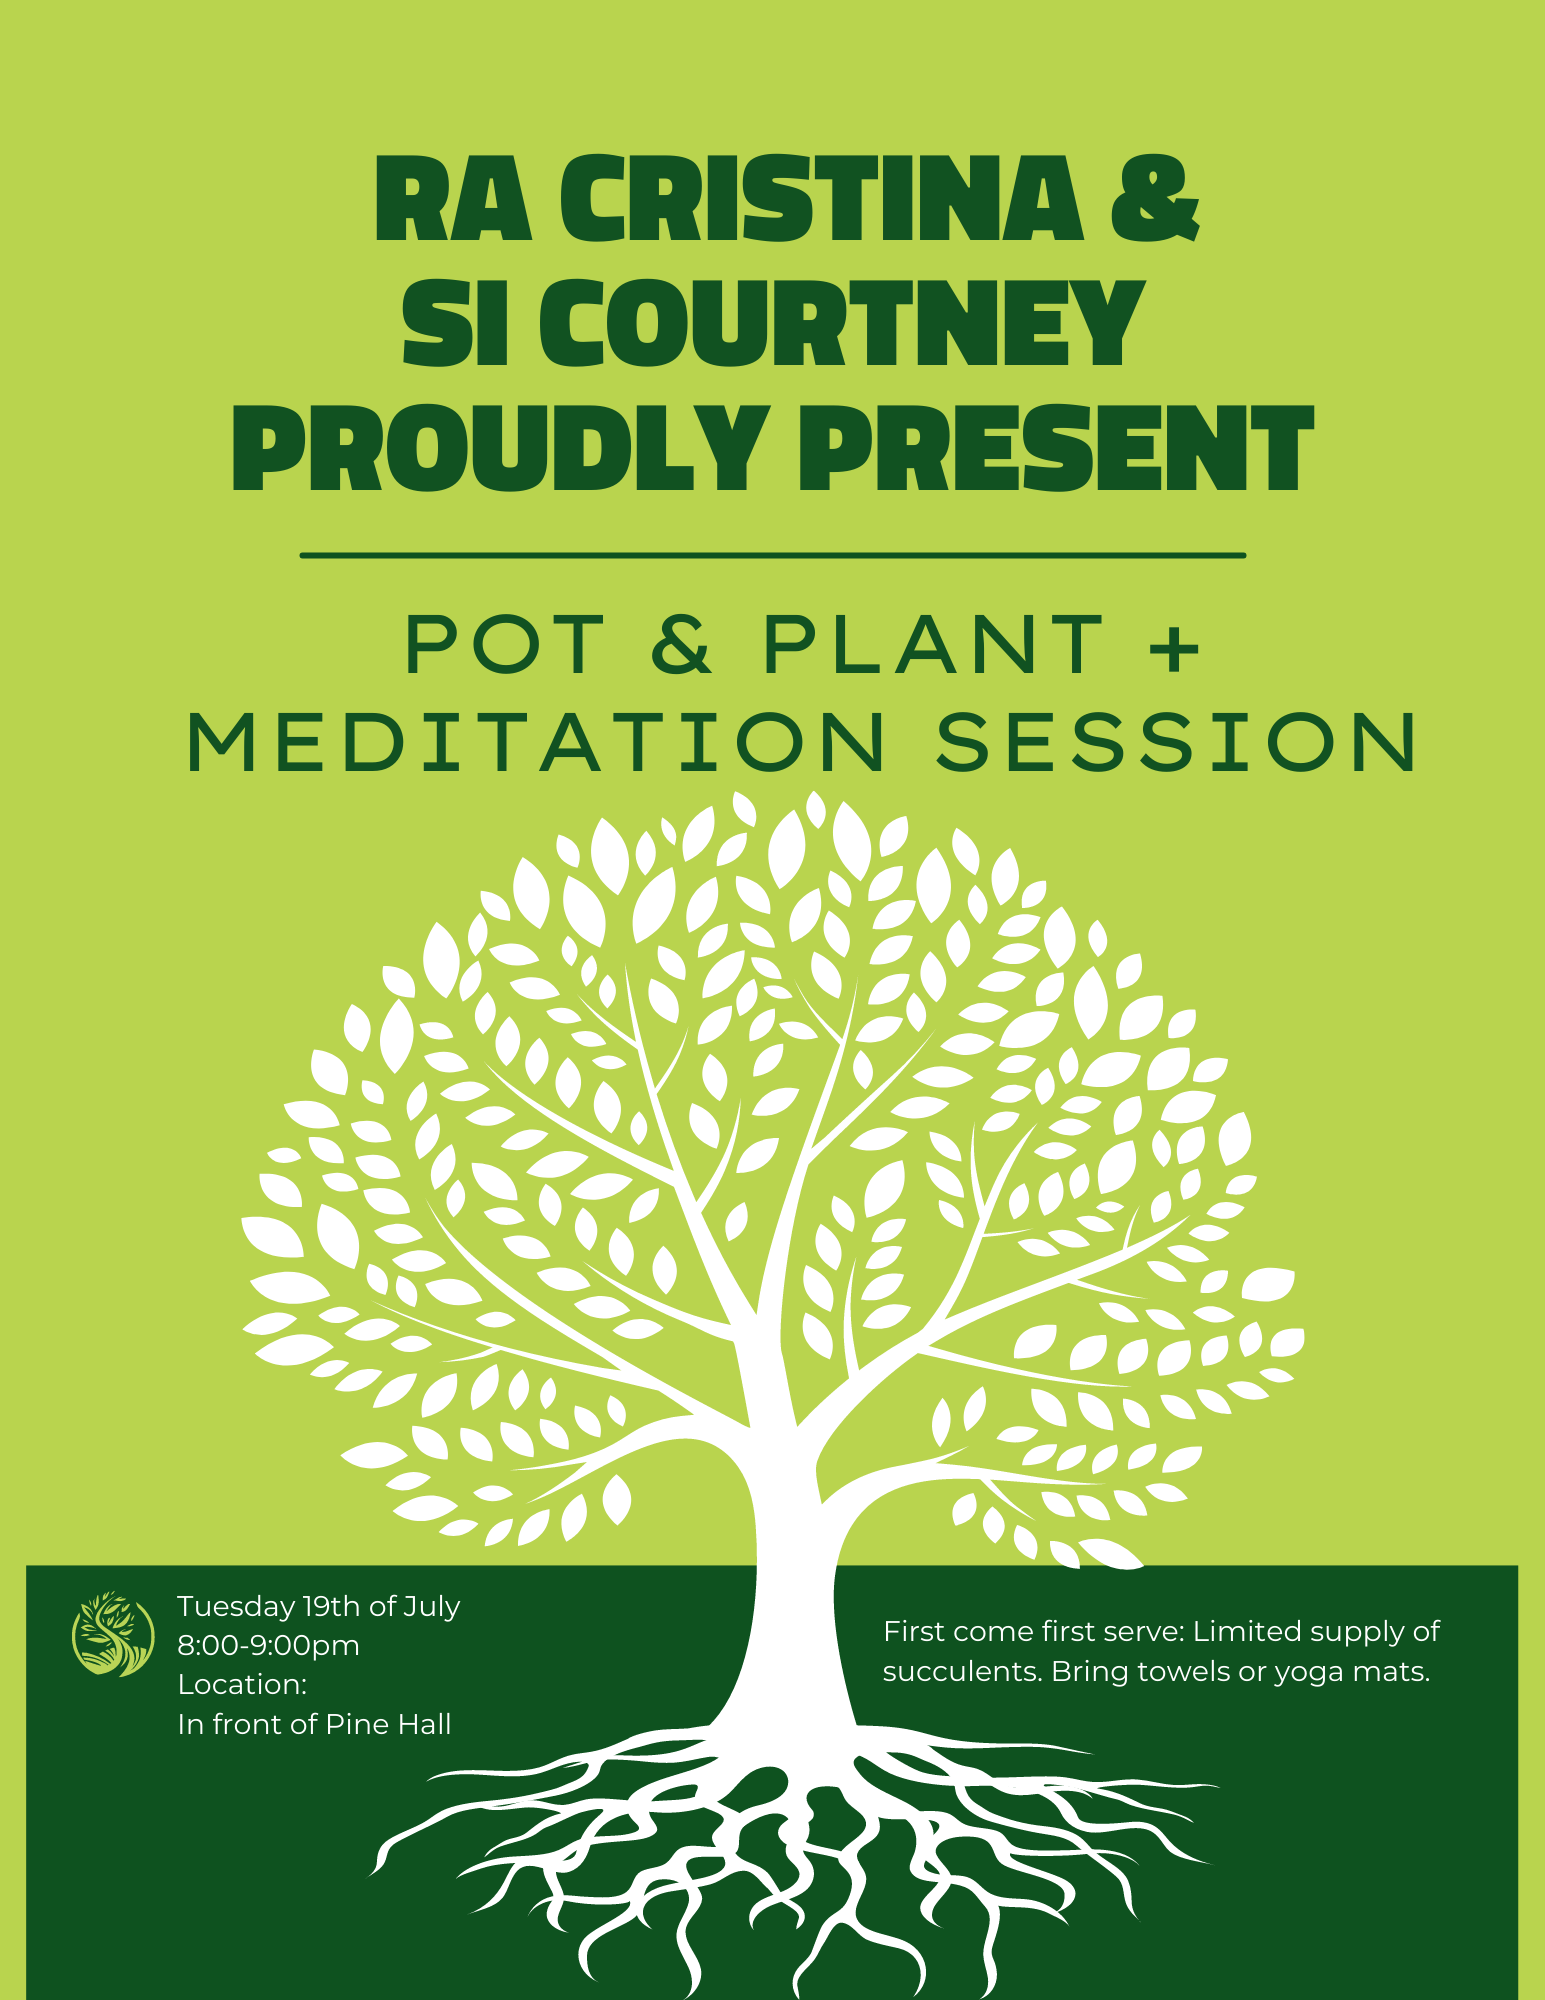 RA CRISTINA &
SI COURTNEY
PROUDLY PRESENT
POT & PLANT +
MEDITATION SESSION
Tuesday 19th of July
8:00-9:00pm
Location:
In front of Pine Hall
First come first serve: Limited supply of
succulents. Bring towels or yoga mats.